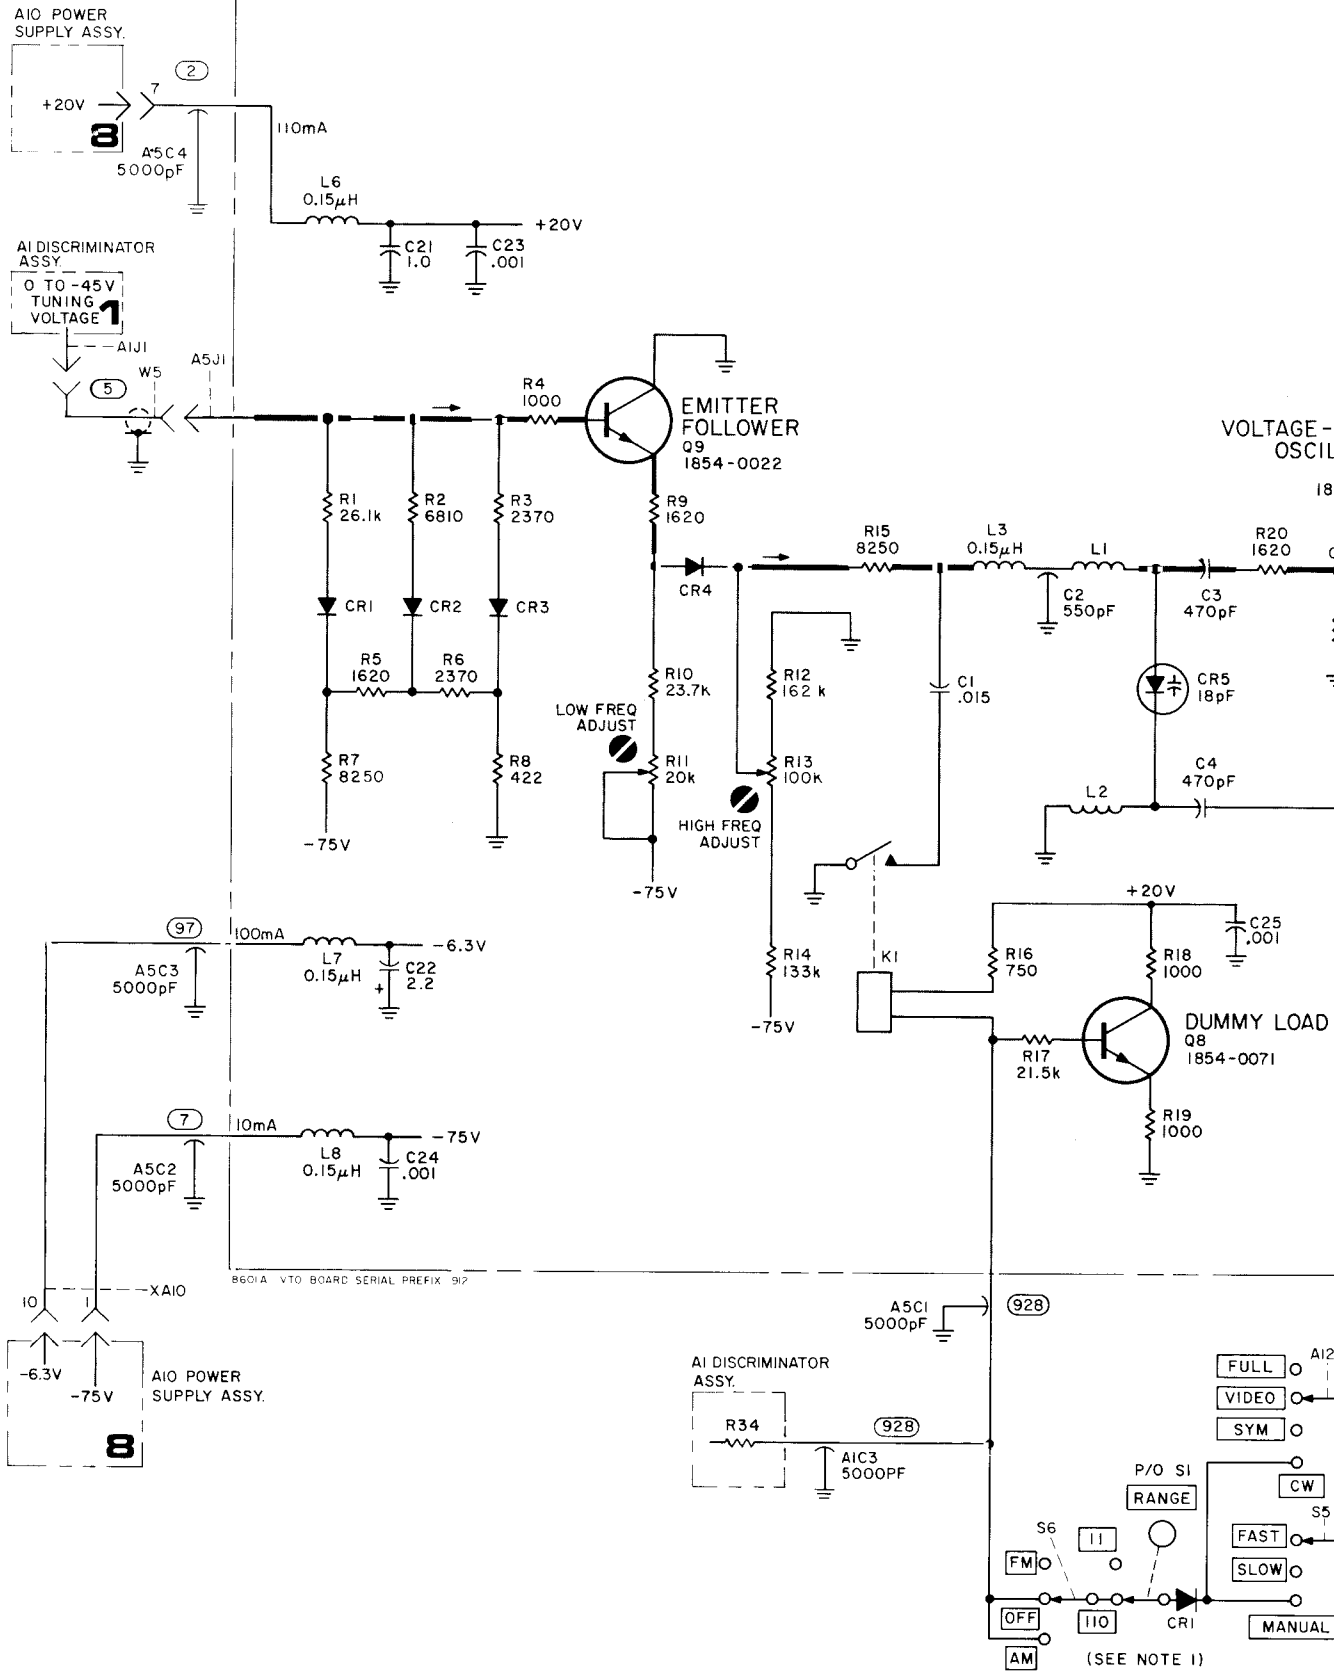 A10 POWER
SUPPLY ASSY.
+20V
7
2
8
A5C4
5000pF
110mA
L6
0.15µH
+20V
C21
1.0
C23
.001
A1 DISCRIMINATOR
ASSY.
0 TO -45V
TUNING
VOLTAGE
1
A1J1
5
W5
A5J1
R4
1000
EMITTER
FOLLOWER
Q9
1854-0022
VOLTAGE-
OSCIL
18
R1
26.1k
R2
6810
R3
2370
R9
1620
R15
8250
L3
0.15µH
L1
R20
1620
CR1
CR2
CR3
CR4
C2
550pF
C3
470pF
R5
1620
R6
2370
R10
23.7k
R12
162k
C1
.015
CR5
18pF
LOW FREQ
ADJUST
R7
8250
R8
422
R11
20k
R13
100K
L2
C4
470pF
HIGH FREQ
ADJUST
-75V
-75V
+20V
97
100mA
-6.3V
L7
0.15µH
C22
2.2
+
A5C3
5000pF
R14
133k
-75V
K1
R16
750
R18
1000
C25
.001
DUMMY LOAD
Q8
1854-0071
R17
21.5k
R19
1000
7
10mA
-75V
L8
0.15µH
C24
.001
A5C2
5000pF
8601A VTO BOARD SERIAL PREFIX 912
XA10
10
1
-6.3V
-75V
A10 POWER
SUPPLY ASSY.
8
A5C1
5000pF
928
A1 DISCRIMINATOR
ASSY.
R34
928
A1C3
5000PF
FULL
A12
VIDEO
SYM
CW
P/O S1
RANGE
S5
FAST
SLOW
MANUAL
S6
11
FM
OFF
110
CR1
AM
(SEE NOTE 1)